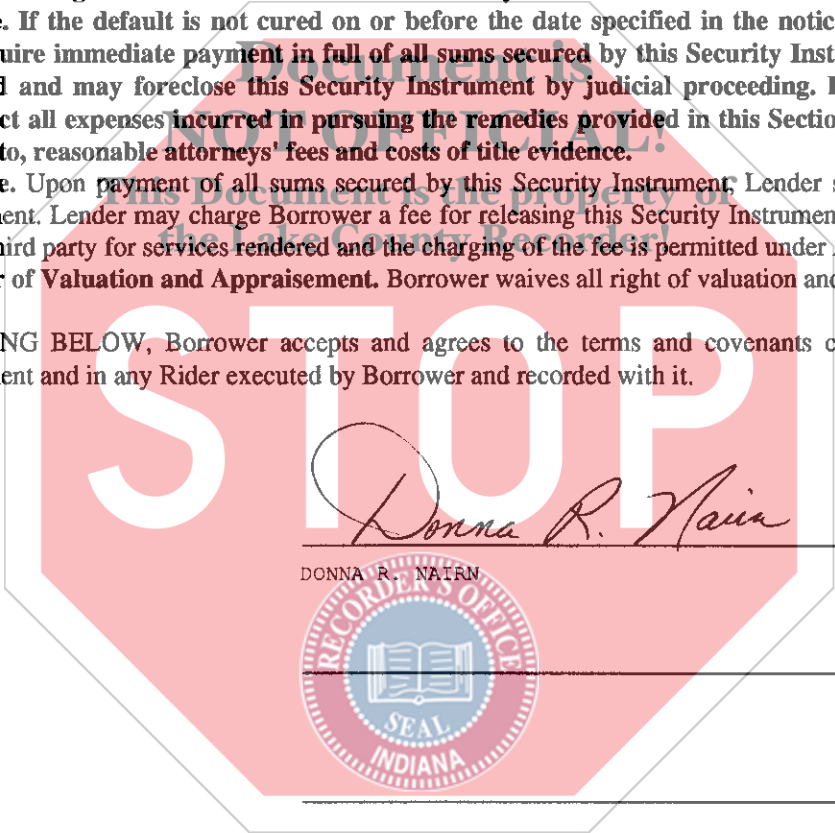 e. If the default is not cured on or before the date specified in the notic
uire immediate payment in full of all sums secured by this Security Inst
d and may foreclose this Security Instrument by judicial proceeding.
ct all expenses incurred in pursuing the remedies provided in this Sectio
to, reasonable attorneys' fees and costs of title evidence.
e. Upon payment of all sums secured by this Security Instrument, Lender s
ent. Lender may charge Borrower a fee for releasing this Security Instrumen
ird party for services rendered and the charging of the fee is permitted under
r of Valuation and Appraisement. Borrower waives all right of valuation and
NG BELOW, Borrower accepts and agrees to the terms and covenants c
ent and in any Rider executed by Borrower and recorded with it.
Document is
NOT OFFICIAL!
This Document is the property of
the Lake County Recorder!
STOP
Donna R. Nairn
DONNA R. NAIRN
RECORDER'S OFFICE
SEAL
INDIANA